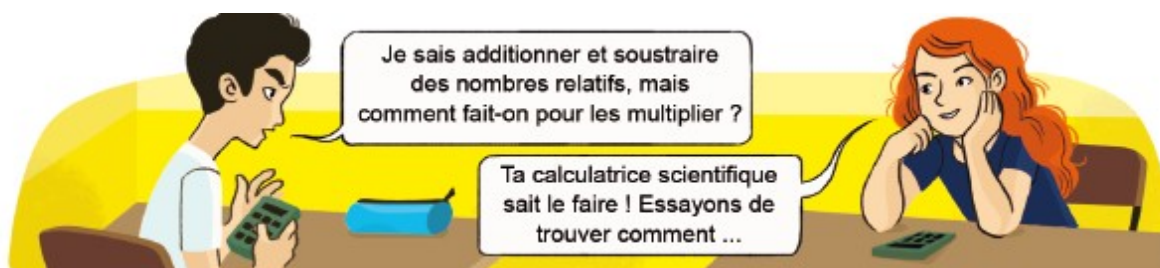 Je sais additionner et soustraire
des nombres relatifs, mais
comment fait-on pour les multiplier ?
Ta calculatrice scientifique
sait le faire ! Essayons de
trouver comment ...